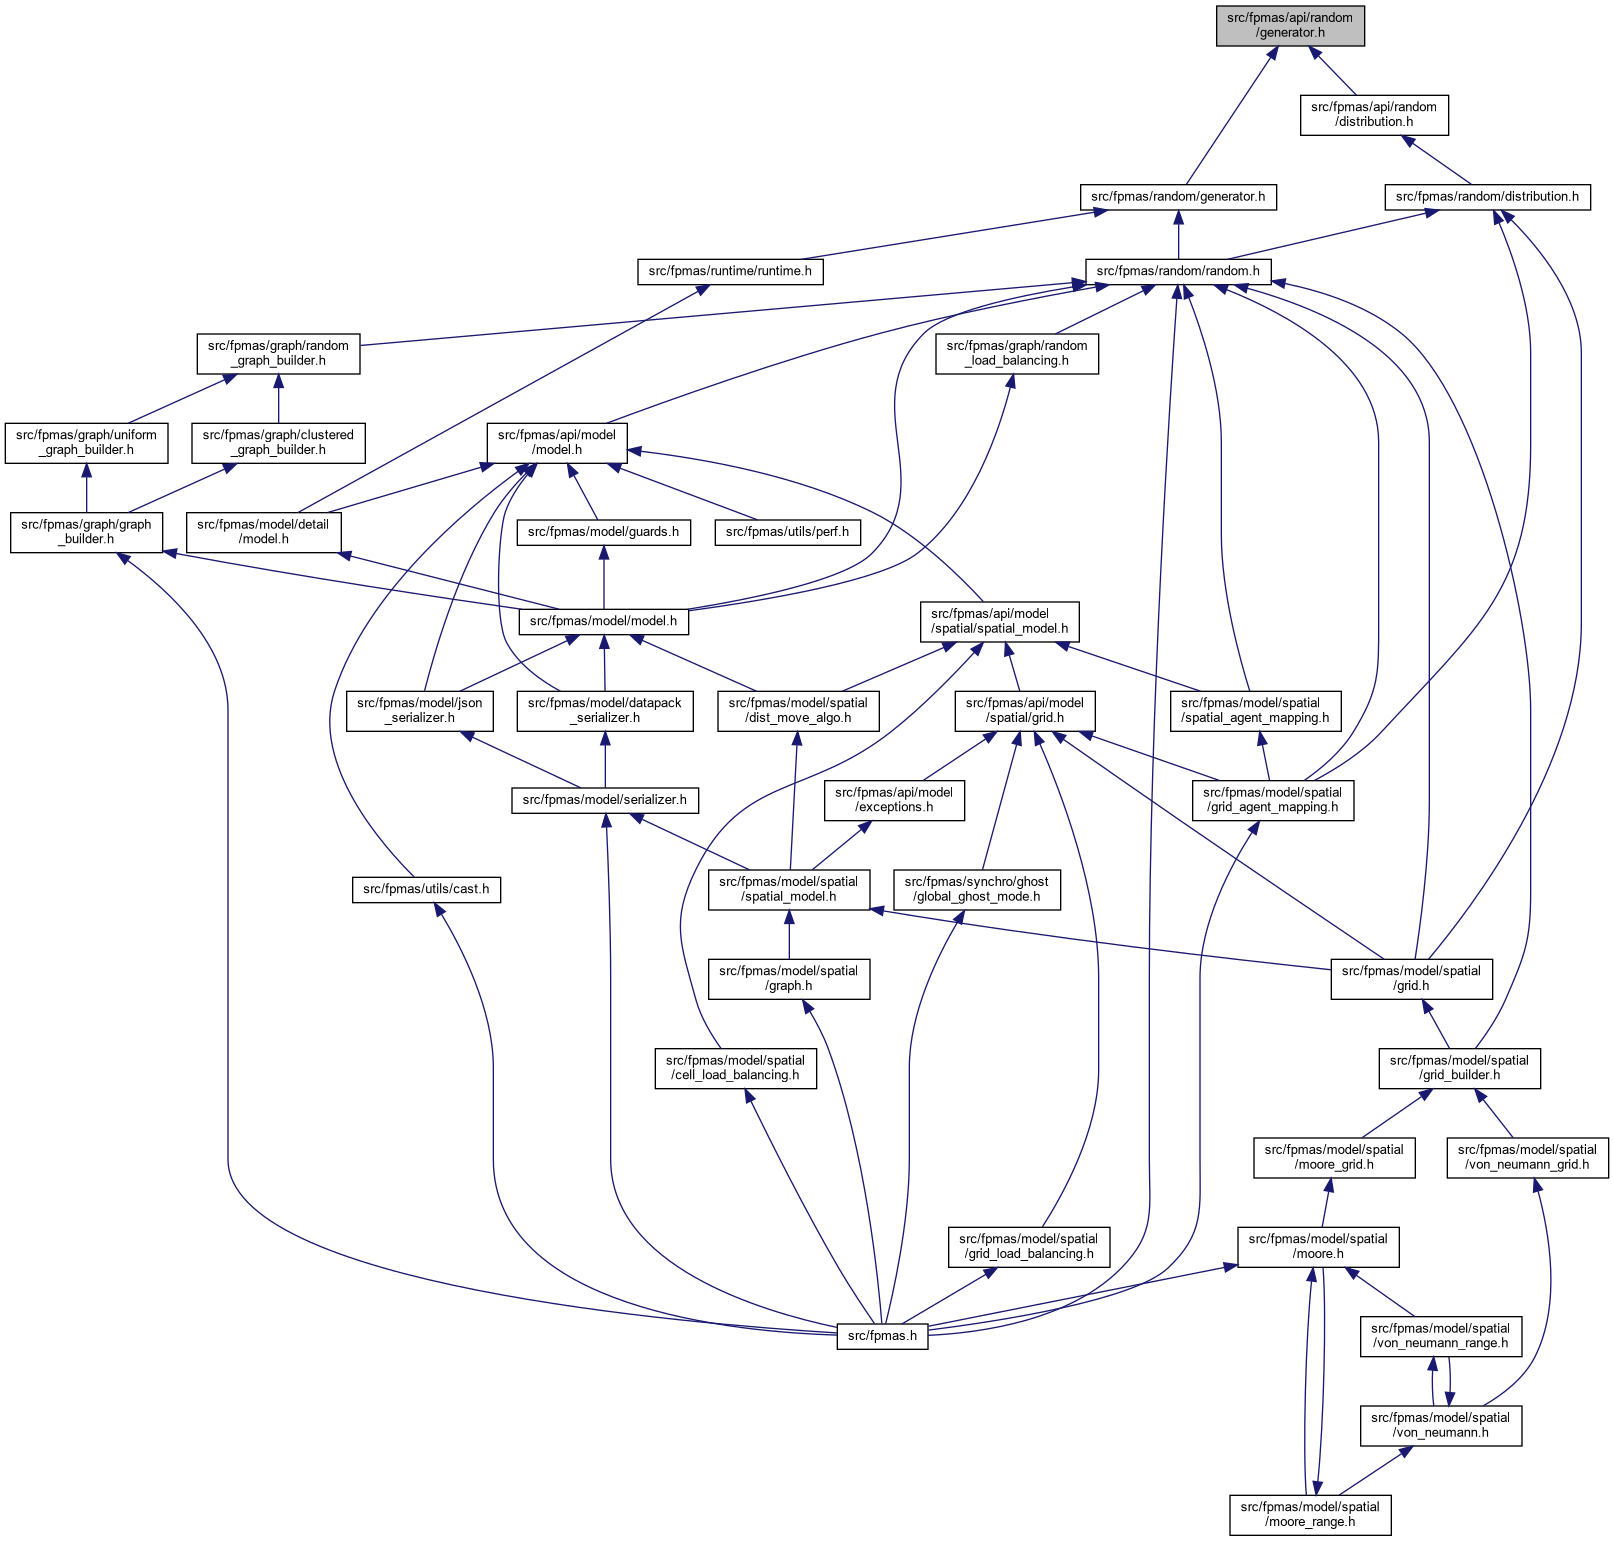 src/fpmas/api/random
/generator.h
src/fpmas/api/random
/distribution.h
src/fpmas/random/generator.h
src/fpmas/random/distribution.h
src/fpmas/runtime/runtime.h
src/fpmas/random/random.h
src/fpmas/graph/random
_graph_builder.h
src/fpmas/graph/random
_load_balancing.h
src/fpmas/graph/uniform
_graph_builder.h
src/fpmas/graph/clustered
_graph_builder.h
src/fpmas/api/model
/model.h
src/fpmas/graph/graph
_builder.h
src/fpmas/model/detail
/model.h
src/fpmas/model/guards.h
src/fpmas/utils/perf.h
src/fpmas/model/model.h
src/fpmas/api/model
/spatial/spatial_model.h
src/fpmas/model/json
_serializer.h
src/fpmas/model/datapack
_serializer.h
src/fpmas/model/spatial
/dist_move_algo.h
src/fpmas/api/model
/spatial/grid.h
src/fpmas/model/spatial
/spatial_agent_mapping.h
src/fpmas/model/serializer.h
src/fpmas/api/model
/exceptions.h
src/fpmas/model/spatial
/grid_agent_mapping.h
src/fpmas/utils/cast.h
src/fpmas/model/spatial
/spatial_model.h
src/fpmas/synchro/ghost
/global_ghost_mode.h
src/fpmas/model/spatial
/graph.h
src/fpmas/model/spatial
/grid.h
src/fpmas/model/spatial
/cell_load_balancing.h
src/fpmas/model/spatial
/grid_builder.h
src/fpmas/model/spatial
/moore_grid.h
src/fpmas/model/spatial
/von_neumann_grid.h
src/fpmas/model/spatial
/grid_load_balancing.h
src/fpmas/model/spatial
/moore.h
src/fpmas.h
src/fpmas/model/spatial
/von_neumann_range.h
src/fpmas/model/spatial
/von_neumann.h
src/fpmas/model/spatial
/moore_range.h